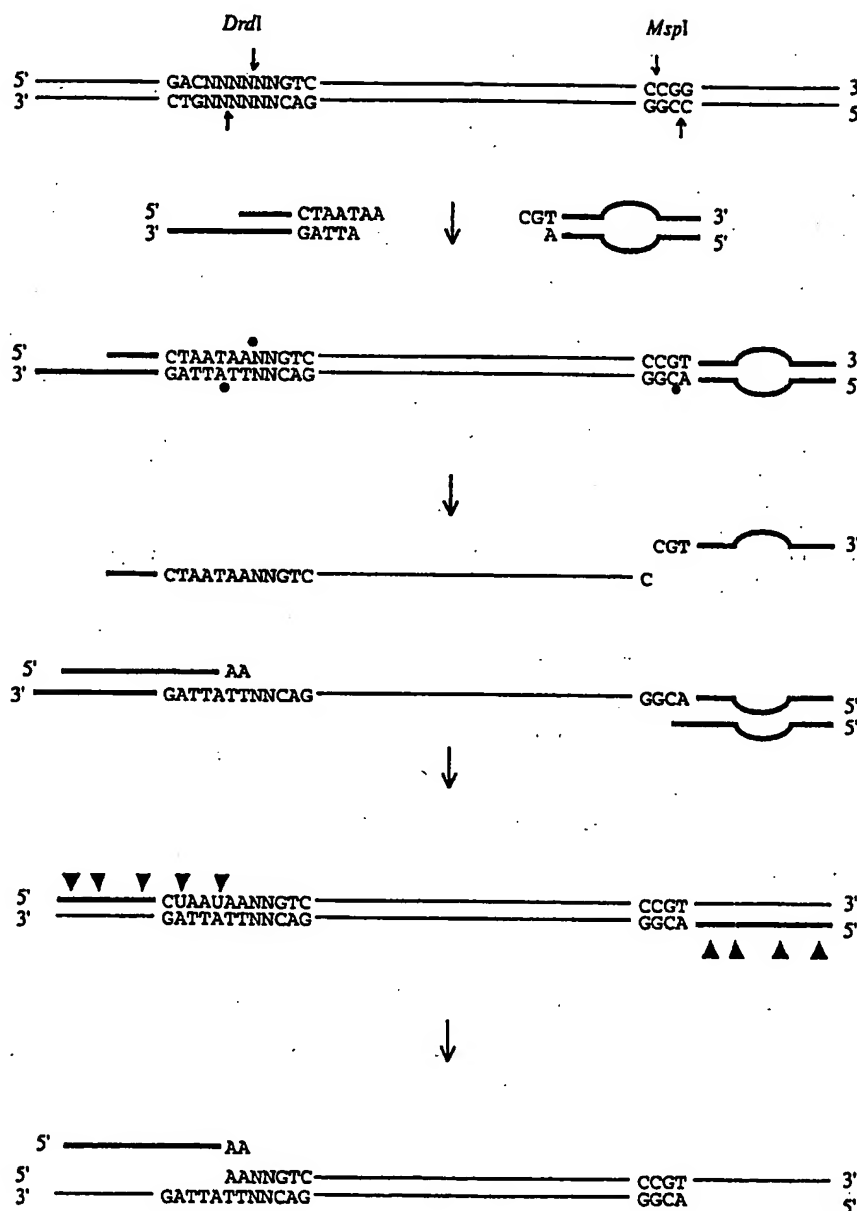 DrdI MspI
5' GACNNNNNNGTC CCGG 3'
3' CTGNNNNNNCAG GGCC 5'
5' CTAATAA CGT 3'
3' GATTA A 5'
5' CTAATAANNGTC CCGT 3'
3' GATTATTNNCAG GGCA 5'
CGT 3'
CTAATAANNGTC C
5' AA
3' GATTATTNNCAG GGCA 5'
5'
5' CUAAUAANNGTC CCGT 3'
3' GATTATTNNCAG GGCA 5'
5' AA
5' AANNGTC CCGT 3'
3' GATTATTNNCAG GGCA 5'